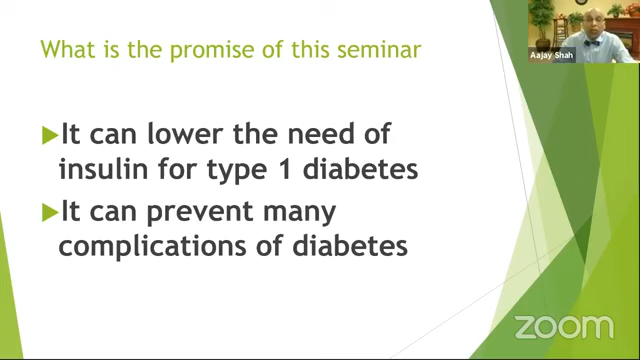 What is the promise of this seminar
Aajay Shah
It can lower the need of
insulin for type 1 diabetes
It can prevent many
complications of diabetes
zoom